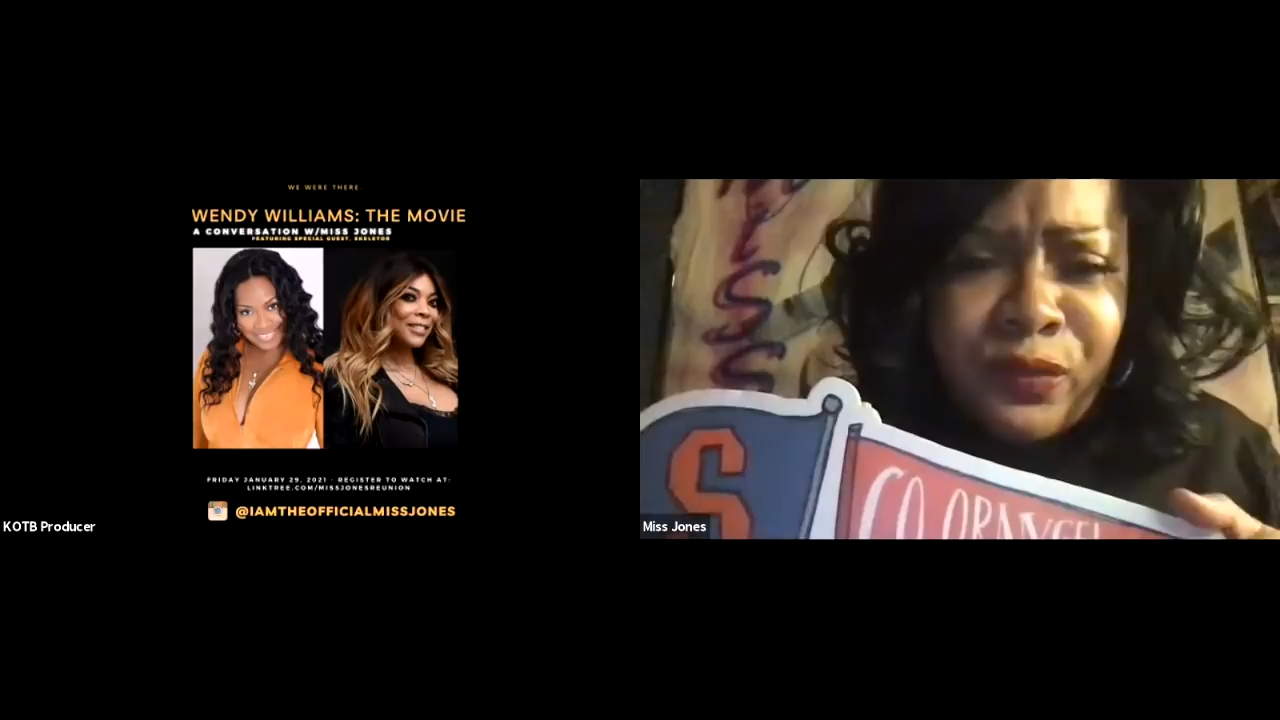 WE WERE THERE.
WENDY WILLIAMS: THE MOVIE
A CONVERSATION W/MISS JONES
FEATURING SPECIAL GUEST, SKELETOR
FRIDAY JANUARY 29, 2021 - REGISTER TO WATCH AT:
LINKTREE.COM/MISSJONESREUNION
@IAMTHEOFFICIALMISSJONES
KOTB Producer
Miss
S
GO ORANGE!
Miss Jones